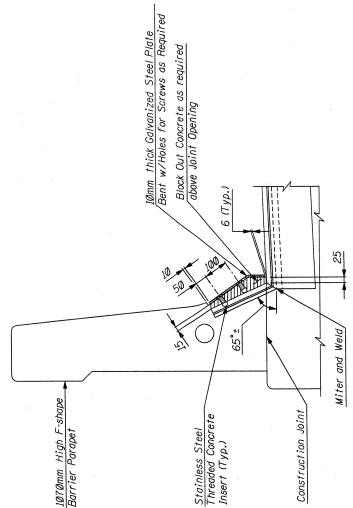 1070mm High F-shape
Barrier Parapet
Stainless Steel
Threaded Concrete
Insert (Typ.)
Construction Joint
10mm thick Galvanized Steel Plate
Bent w/Holes for Screws as Required
Block Out Concrete as required
above Joint Opening
6 (Typ.)
10
50
100
15
65°±
25
Miter and Weld